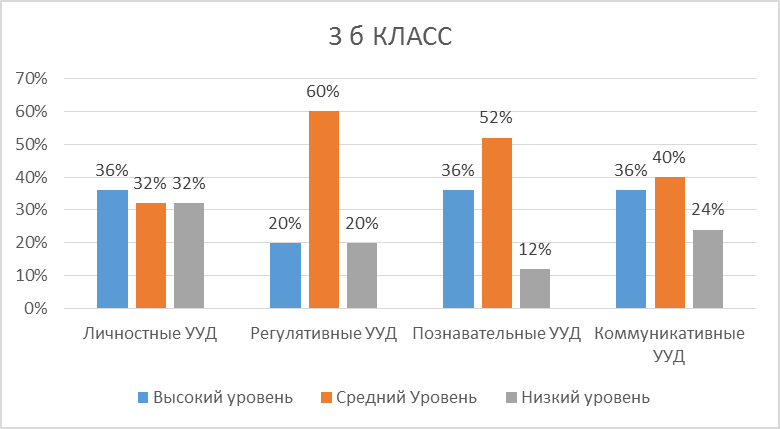 3 б КЛАСС
70%
60%
50%
40%
30%
20%
10%
0%
36%
32%
32%
20%
60%
20%
36%
52%
12%
36%
40%
24%
Личностные УУД
Регулятивные УУД
Познавательные УУД
Коммуникативные
УУД
Высокий уровень
Средний Уровень
Низкий уровень